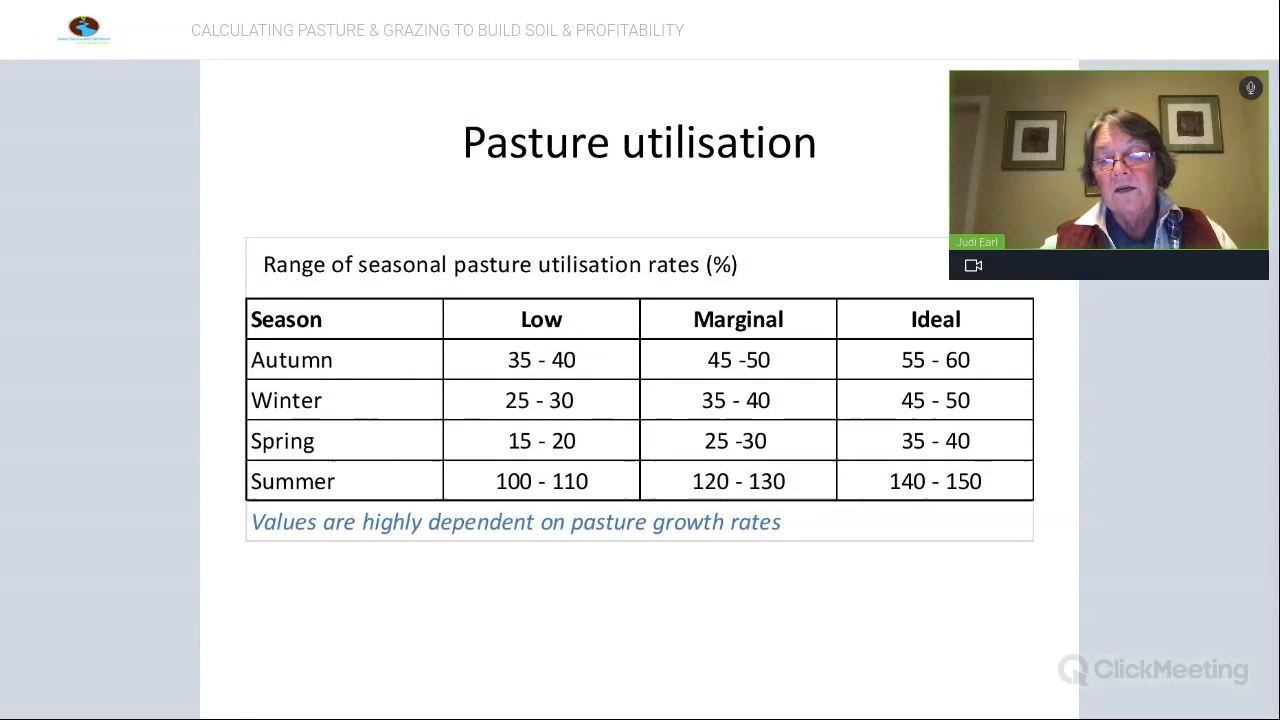 CALCULATING PASTURE & GRAZING TO BUILD SOIL & PROFITABILITY
Pasture utilisation
Judi Earl
Range of seasonal pasture utilisation rates (%)
Season Low Marginal Ideal
Autumn 35 - 40 45 -50 55 - 60
Winter 25 - 30 35 - 40 45 - 50
Spring 15 - 20 25 -30 35 - 40
Summer 100 - 110 120 - 130 140 - 150
Values are highly dependent on pasture growth rates
ClickMeeting